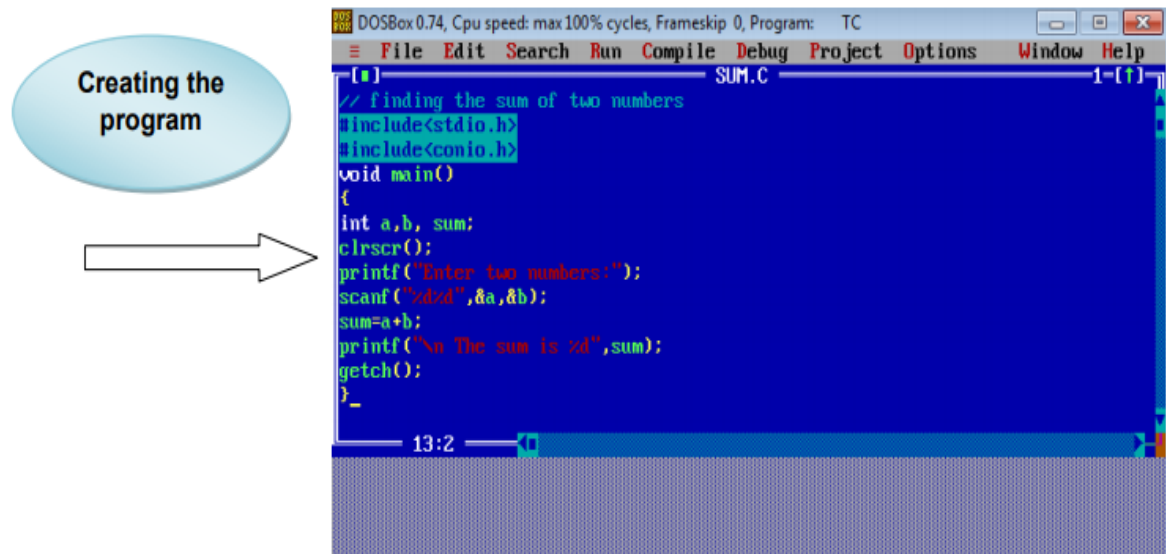 Creating the
program
DOSBox 0.74, Cpu speed: max 100% cycles, Frameskip 0, Program: TC
≡ File Edit Search Run Compile Debug Project Options Window Help
[■] SUM.C 1=[↑]
// finding the sum of two numbers
#include<stdio.h>
#include<conio.h>
void main()
{
int a,b, sum;
clrscr();
printf("Enter two numbers:");
scanf("%d%d",&a,&b);
sum=a+b;
printf("\n The sum is %d",sum);
getch();
}_
13:2